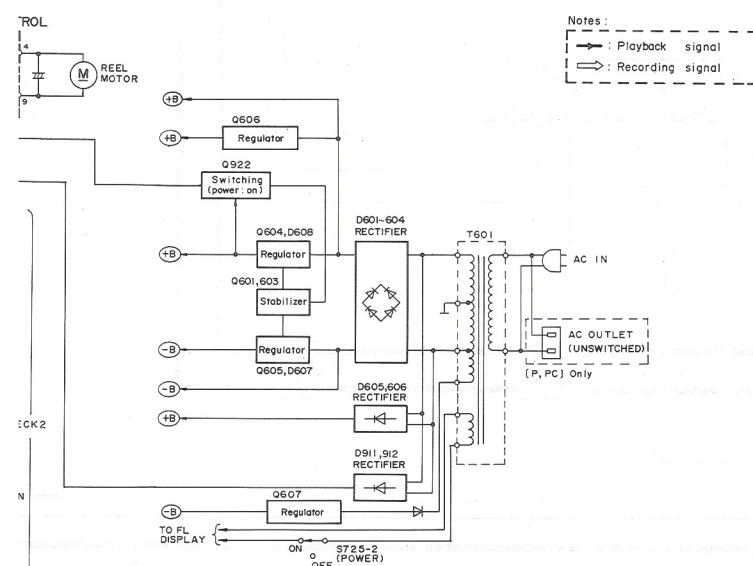 TROL
Notes :
: Playback signal
: Recording signal
4
M
REEL
MOTOR
9
+B
Q606
+B
Regulator
Q922
Switching
(power : on)
D601~604
RECTIFIER
Q604,D608
+B
Regulator
T601
AC IN
Q601,603
Stabilizer
AC OUTLET
(UNSWITCHED)
-B
Regulator
Q605,D607
[P, PC] Only
-B
D605,606
RECTIFIER
+B
ECK2
D911,912
RECTIFIER
N
Q607
-B
Regulator
TO FL
DISPLAY
ON
S725-2
(POWER)
OFF